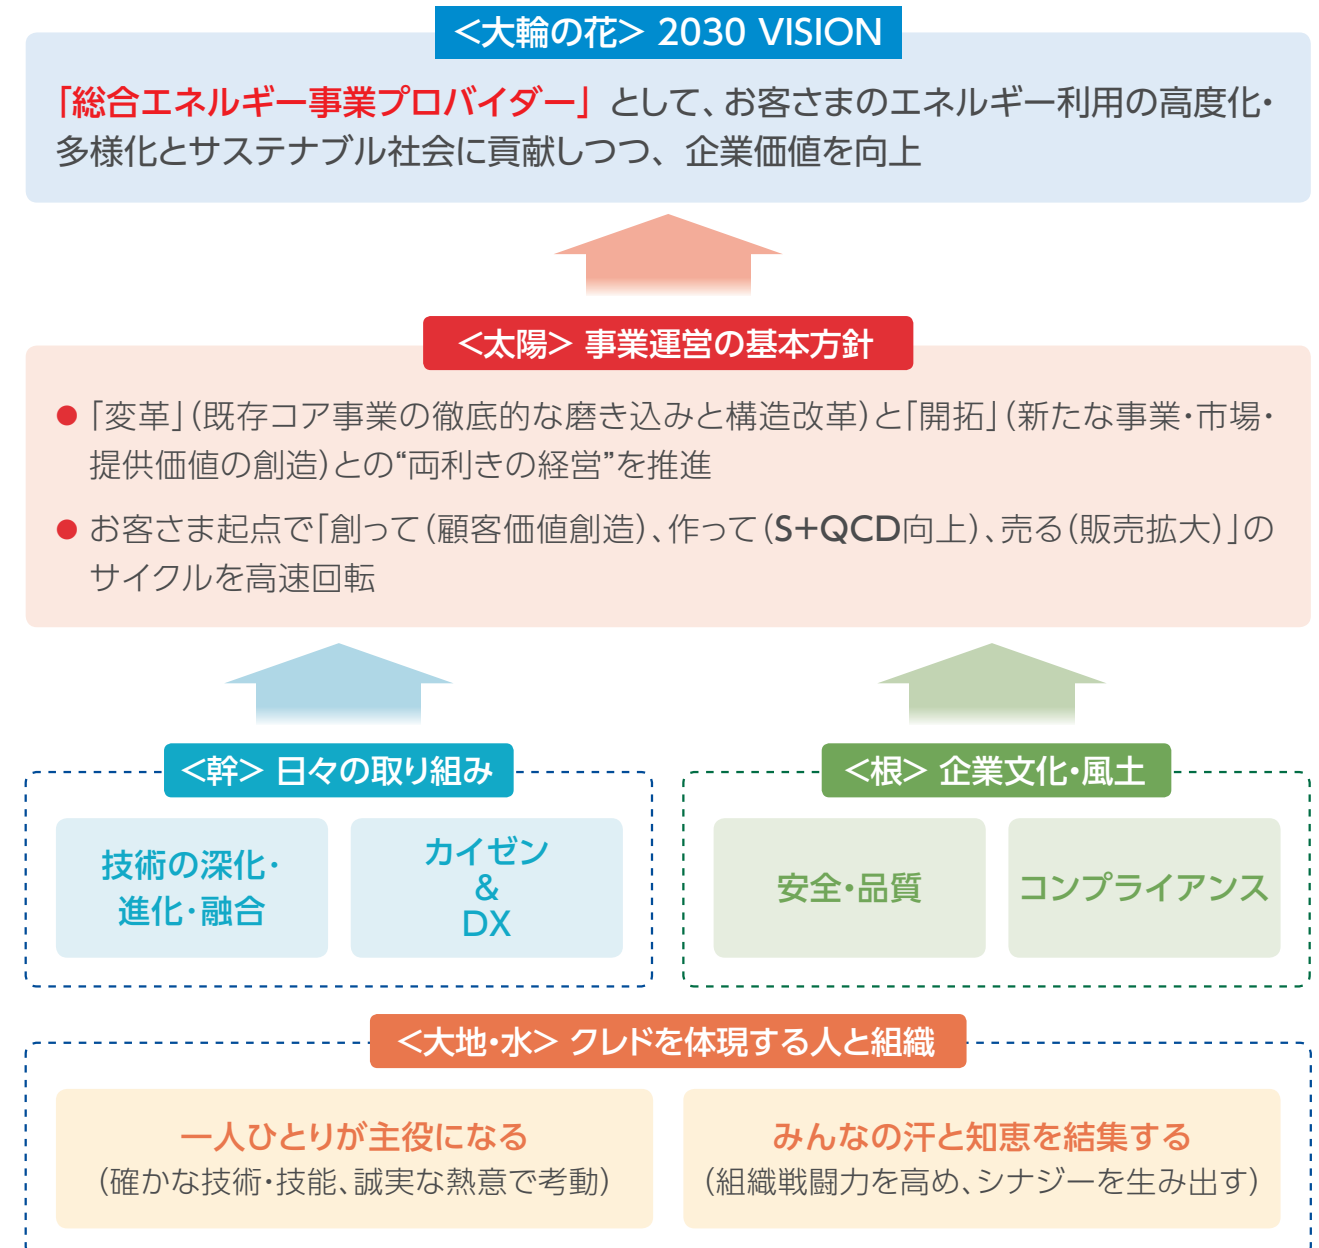 <大輪の花> 2030 VISION
「総合エネルギー事業プロバイダー」として、お客さまのエネルギー利用の高度化・
多様化とサステナブル社会に貢献しつつ、企業価値を向上
<太陽> 事業運営の基本方針
● 「変革」(既存コア事業の徹底的な磨き込みと構造改革)と「開拓」(新たな事業・市場・
提供価値の創造)との“両利きの経営”を推進
● お客さま起点で「創って(顧客価値創造)、作って(S+QCD向上)、売る(販売拡大)」の
サイクルを高速回転
<幹> 日々の取り組み
技術の深化・
進化・融合
カイゼン
&
DX
<根> 企業文化・風土
安全・品質
コンプライアンス
<大地・水> クレドを体現する人と組織
一人ひとりが主役になる
(確かな技術・技能、誠実な熱意で考動)
みんなの汗と知恵を結集する
(組織戦闘力を高め、シナジーを生み出す)